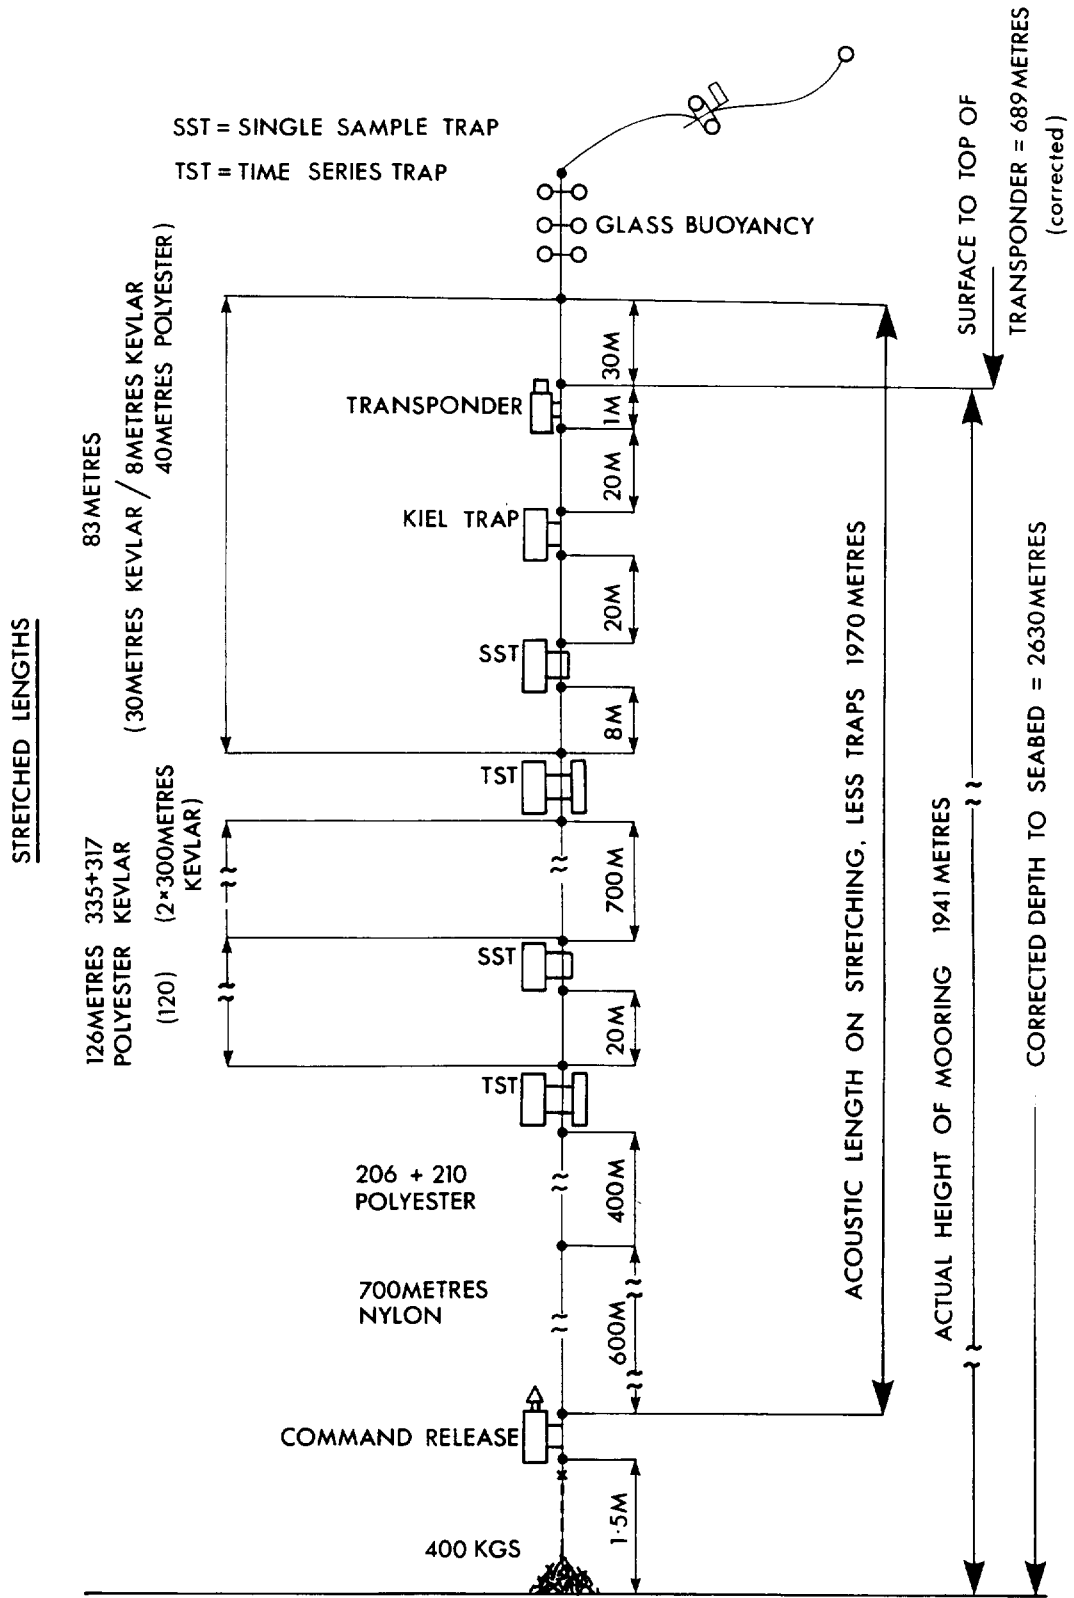 SST = SINGLE SAMPLE TRAP
TST = TIME SERIES TRAP
GLASS BUOYANCY
SURFACE TO TOP OF
TRANSPONDER = 689 METRES
(corrected)
STRETCHED LENGTHS
83 METRES
(30 METRES KEVLAR / 8 METRES KEVLAR
40 METRES POLYESTER)
30M
TRANSPONDER
1M
20M
KIEL TRAP
20M
SST
8M
TST
126 METRES 335+317
POLYESTER KEVLAR
(120) (2×300 METRES
KEVLAR)
700M
SST
20M
TST
206 + 210
POLYESTER
400M
700 METRES
NYLON
600M
COMMAND RELEASE
1·5M
400 KGS
ACOUSTIC LENGTH ON STRETCHING, LESS TRAPS 1970 METRES
ACTUAL HEIGHT OF MOORING 1941 METRES
CORRECTED DEPTH TO SEABED = 2630 METRES